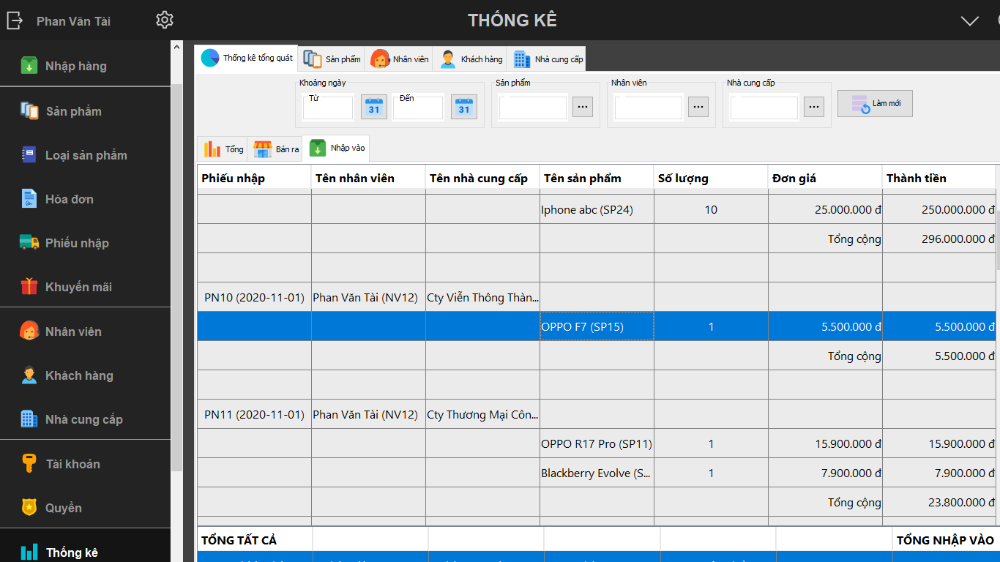 Phan Văn Tài
THỐNG KÊ
Nhập hàng
Sản phẩm
Loại sản phẩm
Hóa đơn
Phiếu nhập
Khuyến mãi
Nhân viên
Khách hàng
Nhà cung cấp
Tài khoản
Quyền
Thống kê
Thống kê tổng quát Sản phẩm Nhân viên Khách hàng Nhà cung cấp
Khoảng ngày Sản phẩm Nhân viên Nhà cung cấp
Từ 31 Đến 31 ... ... ... Làm mới
Tổng Bán ra Nhập vào
Phiếu nhập Tên nhân viên Tên nhà cung cấp Tên sản phẩm Số lượng Đơn giá Thành tiền
Iphone abc (SP24) 10 25.000.000 đ 250.000.000 đ
Tổng cộng 296.000.000 đ
PN10 (2020-11-01) Phan Văn Tài (NV12) Cty Viễn Thông Thàn...
OPPO F7 (SP15) 1 5.500.000 đ 5.500.000 đ
Tổng cộng 5.500.000 đ
PN11 (2020-11-01) Phan Văn Tài (NV12) Cty Thương Mại Côn...
OPPO R17 Pro (SP11) 1 15.900.000 đ 15.900.000 đ
Blackberry Evolve (S... 1 7.900.000 đ 7.900.000 đ
Tổng cộng 23.800.000 đ
TỔNG TẤT CẢ TỔNG NHẬP VÀO